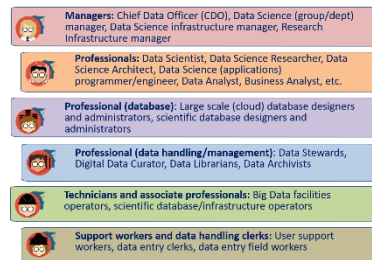 Managers: Chief Data Officer (CDO), Data Science (group/dept)
manager, Data Science infrastructure manager, Research
Infrastructure manager
Professionals: Data Scientist, Data Science Researcher, Data
Science Architect, Data Science (applications)
programmer/engineer, Data Analyst, Business Analyst, etc.
Professional (database): Large scale (cloud) database designers
and administrators, scientific database designers and
administrators
Professional (data handling/management): Data Stewards,
Digital Data Curator, Data Librarians, Data Archivists
Technicians and associate professionals: Big Data facilities
operators, scientific database/infrastructure operators
Support workers and data handling clerks: User support
workers, data entry clerks, data entry field workers